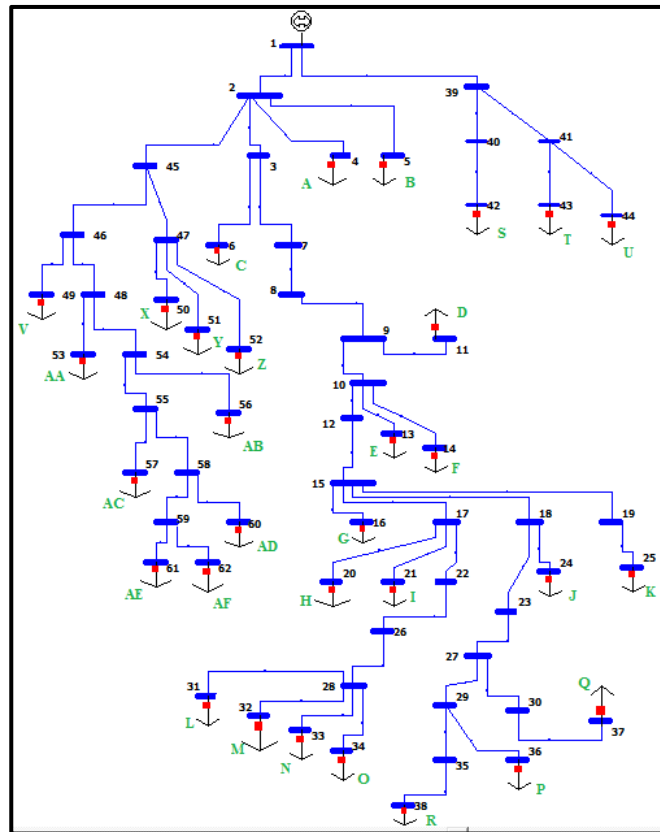 1
2
39
4
5
3
40
41
A
B
45
42
43
44
S
T
U
46
47
6
7
C
8
49
48
50
V
X
51
Y
52
Z
9
D
11
53
54
AA
10
56
12
13
14
55
AB
E
F
57
58
15
AC
16
17
18
19
59
60
G
AD
61
62
20
21
22
24
25
AE
AF
H
I
J
K
23
26
27
31
28
Q
L
32
29
30
37
M
33
34
N
O
35
36
P
38
R